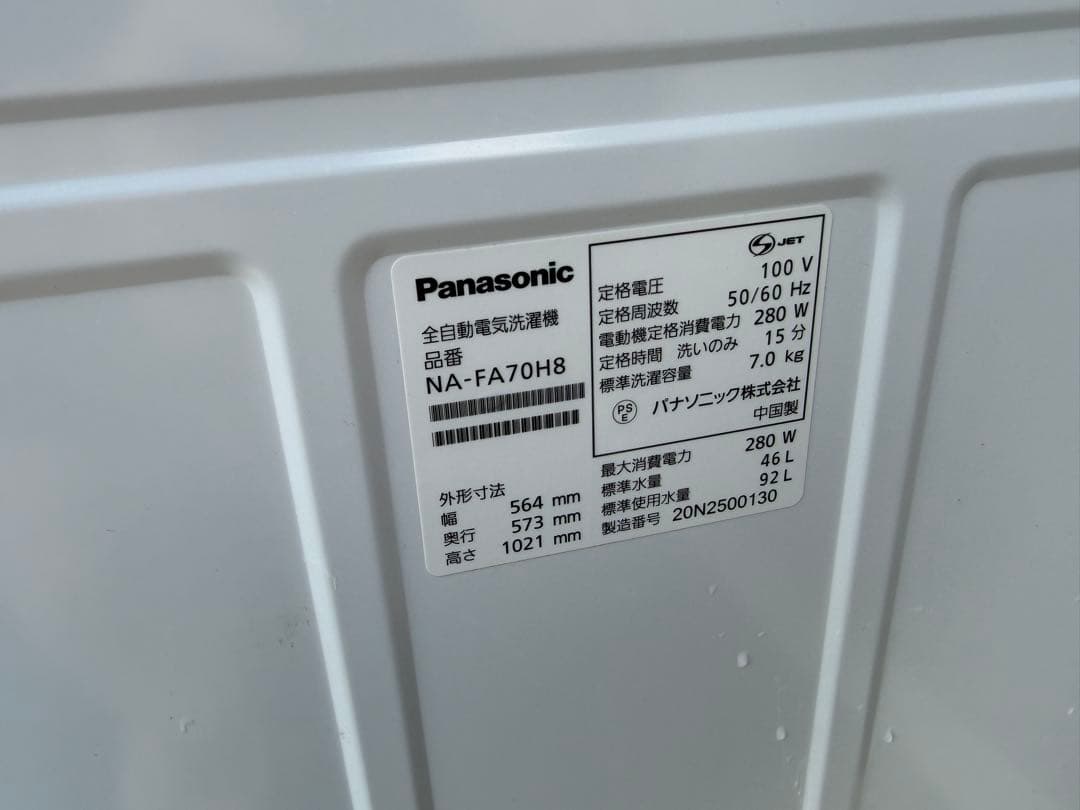 Panasonic
全自動電気洗濯機
品番
NA-FA70H8
外形寸法
幅 564 mm
奥行 573 mm
高さ 1021 mm
JET
定格電圧 100 V
定格周波数 50/60 Hz
電動機定格消費電力 280 W
定格時間 洗いのみ 15 分
標準洗濯容量 7.0 kg
PS
E
パナソニック株式会社
中国製
最大消費電力 280 W
標準水量 46 L
標準使用水量 92 L
製造番号 20N2500130